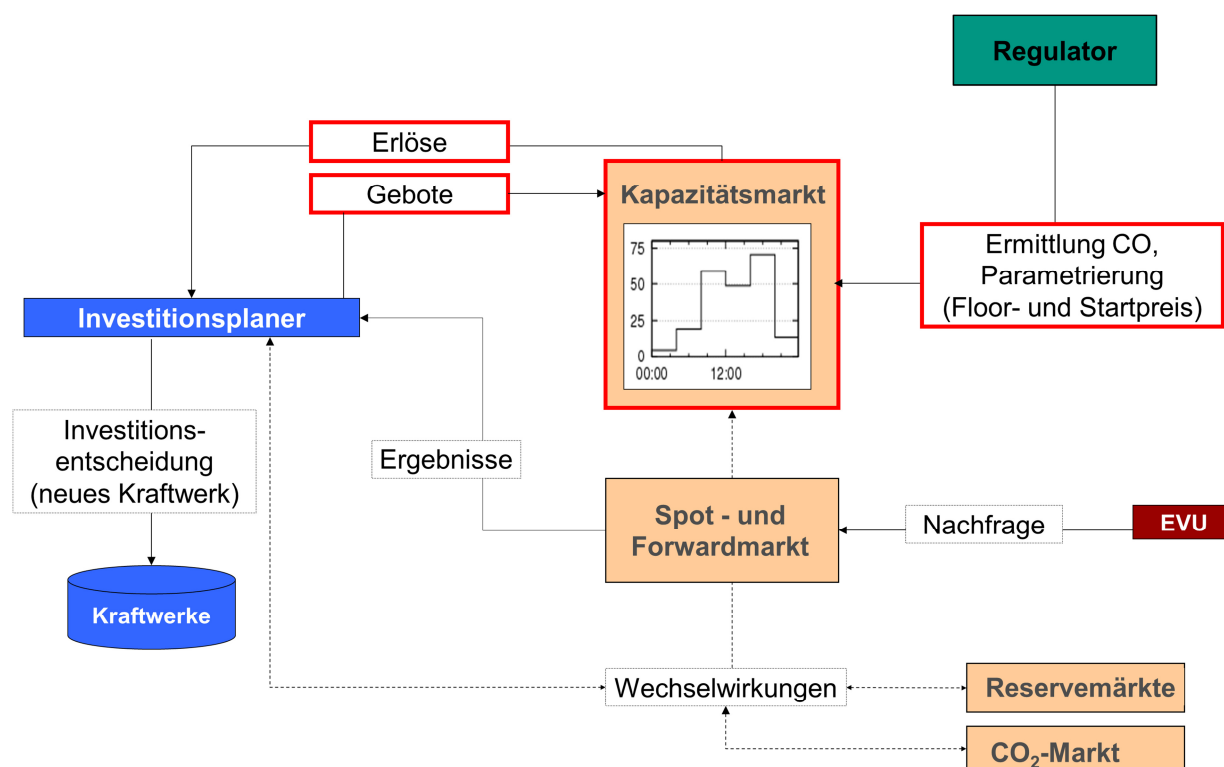 Regulator
Erlöse
Gebote
Kapazitätsmarkt
75
50
25
0
00:00 12:00
Ermittlung CO,
Parametrierung
(Floor- und Startpreis)
Investitionsplaner
Investitions-
entscheidung
(neues Kraftwerk)
Ergebnisse
Spot - und
Forwardmarkt
Nachfrage
EVU
Kraftwerke
Wechselwirkungen
Reservemärkte
CO₂-Markt